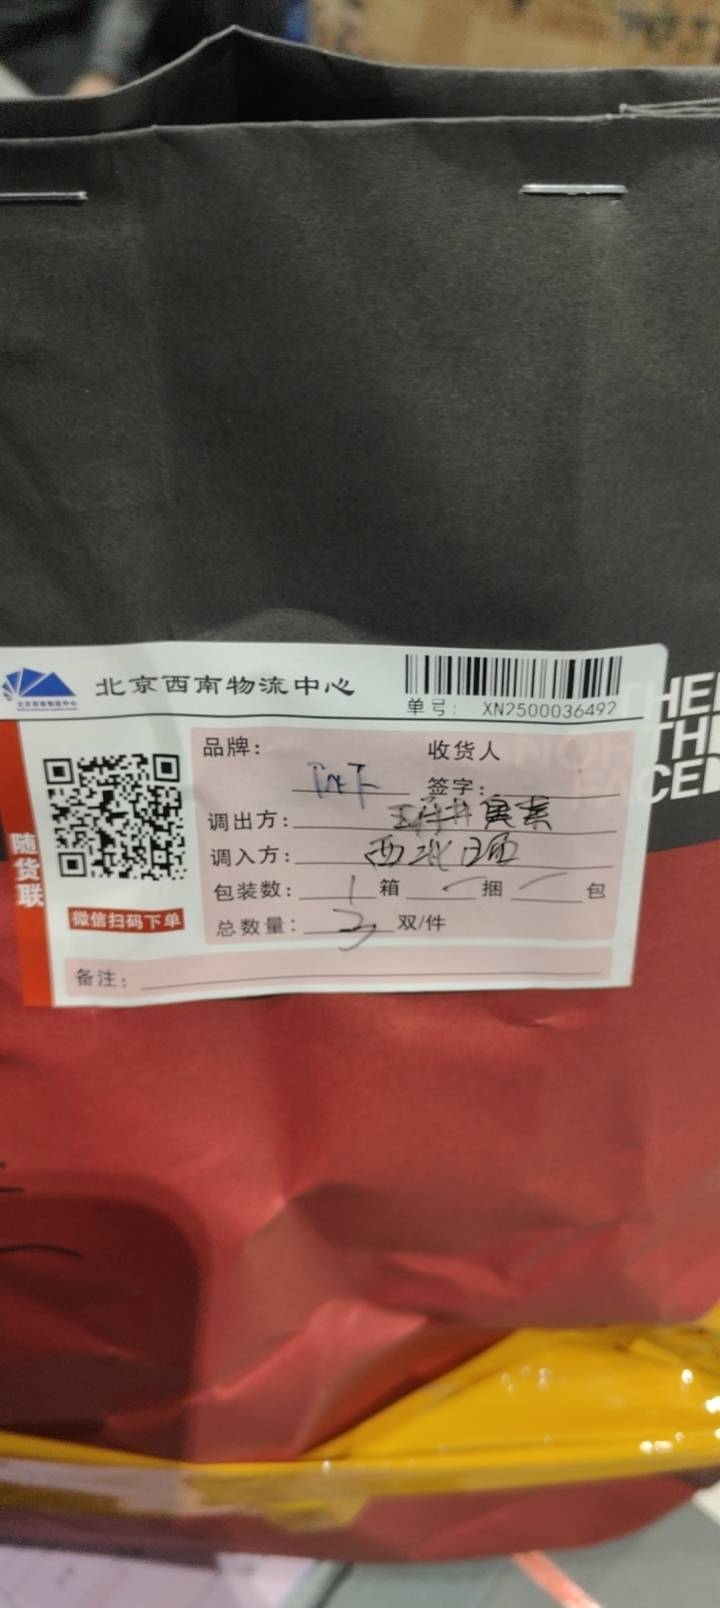 北京西南物流中心
单号: XN2500036492
品牌:
收货人
签字:
TNF
调出方:
调入方: 西北旺
包装数: 1 箱 捆 包
总数量: 3 双/件
备注:
随货联
微信扫码下单
THE
NORTH
FACE